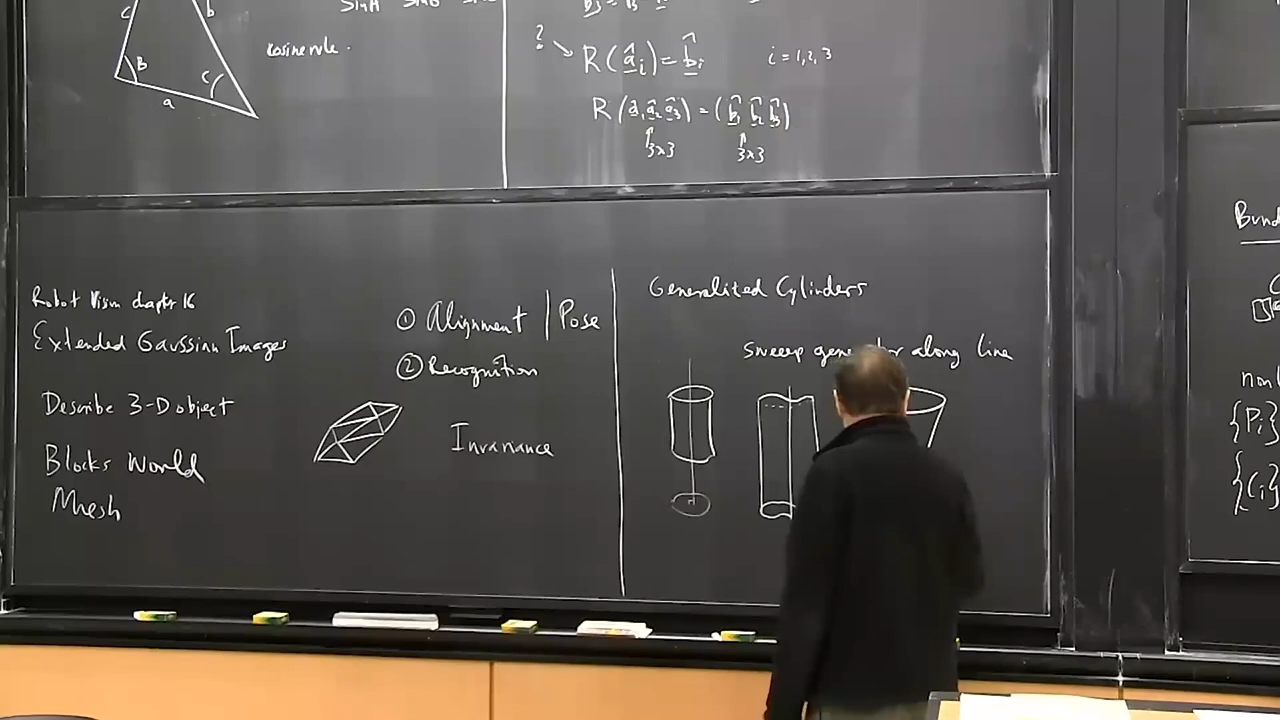 c
b
B
C
a
cosine rule.
?
R(âᵢ) = b̂ᵢ i = 1,2,3
R(â₁ â₂ â₃) = (b̂₁ b̂₂ b̂₃)
3x3 3x3
Robot Vision chapter 16
Extended Gaussian Images
Describe 3-D object
Blocks World
Mesh
① Alignment | Pose
② Recognition
Invariance
Generalized Cylinders
sweep along line
{Pᵢ}
{Cᵢ}